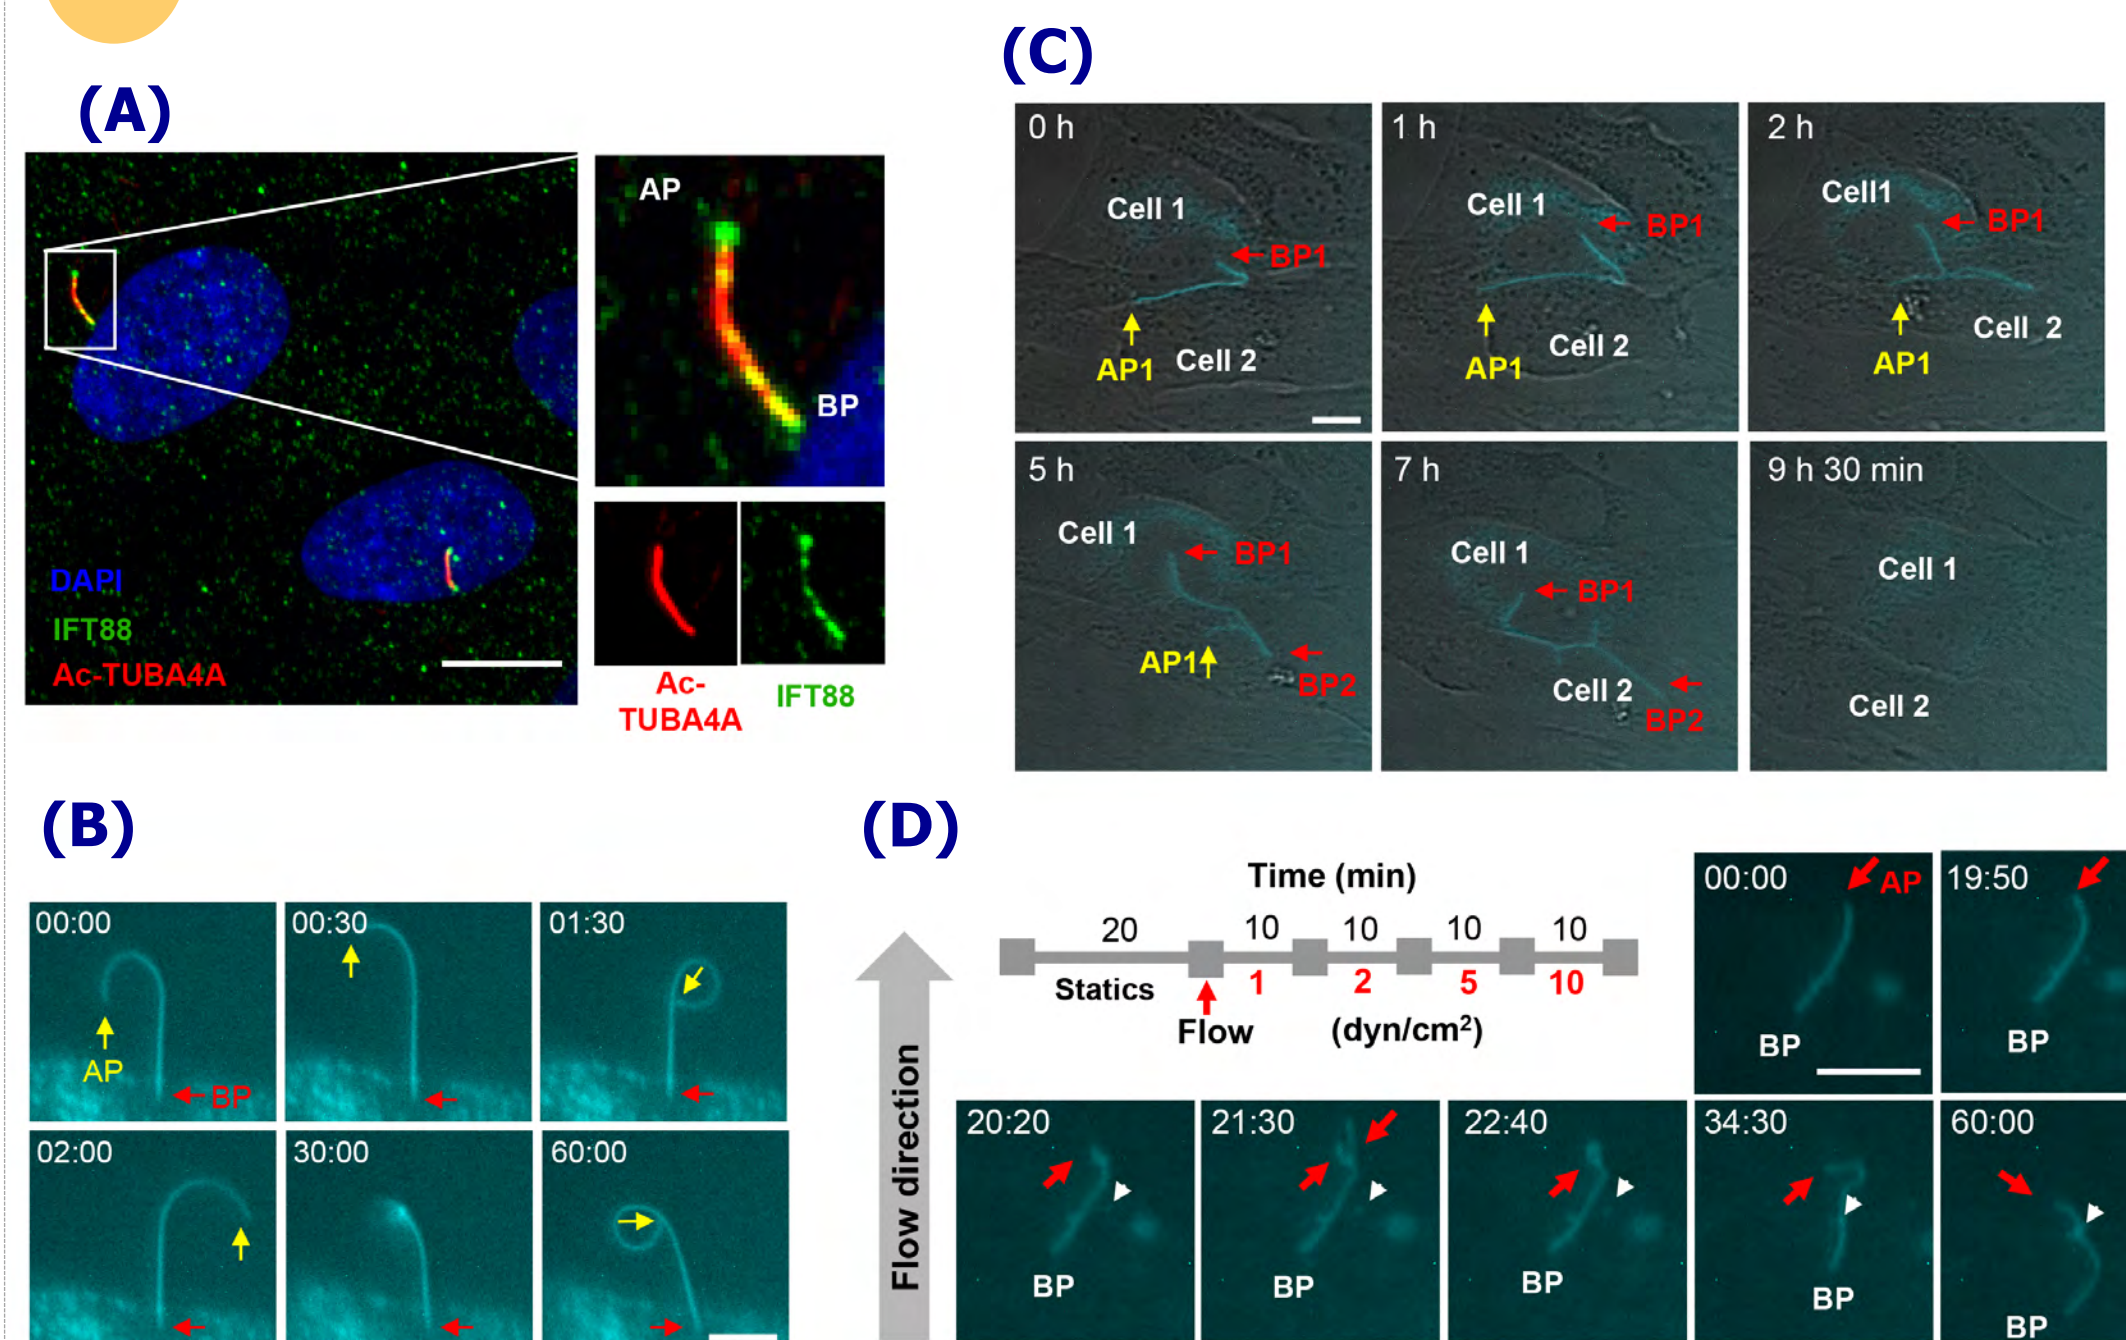 (A)
AP
BP
DAPI
IFT88
Ac-TUBA4A
Ac-
TUBA4A
IFT88
(C)
0 h
Cell 1
BP1
AP1
Cell 2
1 h
Cell 1
BP1
AP1
Cell 2
2 h
Cell1
BP1
AP1
Cell 2
5 h
Cell 1
BP1
AP1
BP2
7 h
Cell 1
BP1
Cell 2
BP2
9 h 30 min
Cell 1
Cell 2
(B)
00:00
AP
BP
00:30
01:30
02:00
30:00
60:00
(D)
Time (min)
20 10 10 10 10
Statics 1 2 5 10
Flow (dyn/cm²)
Flow direction
00:00
AP
BP
19:50
BP
20:20
BP
21:30
BP
22:40
BP
34:30
BP
60:00
BP